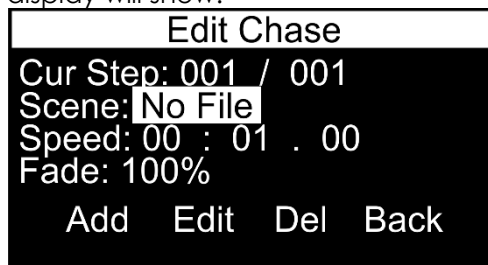 display will show:
Edit Chase
Cur Step: 001 / 001
Scene: No File
Speed: 00 : 01 . 00
Fade: 100%
Add Edit Del Back